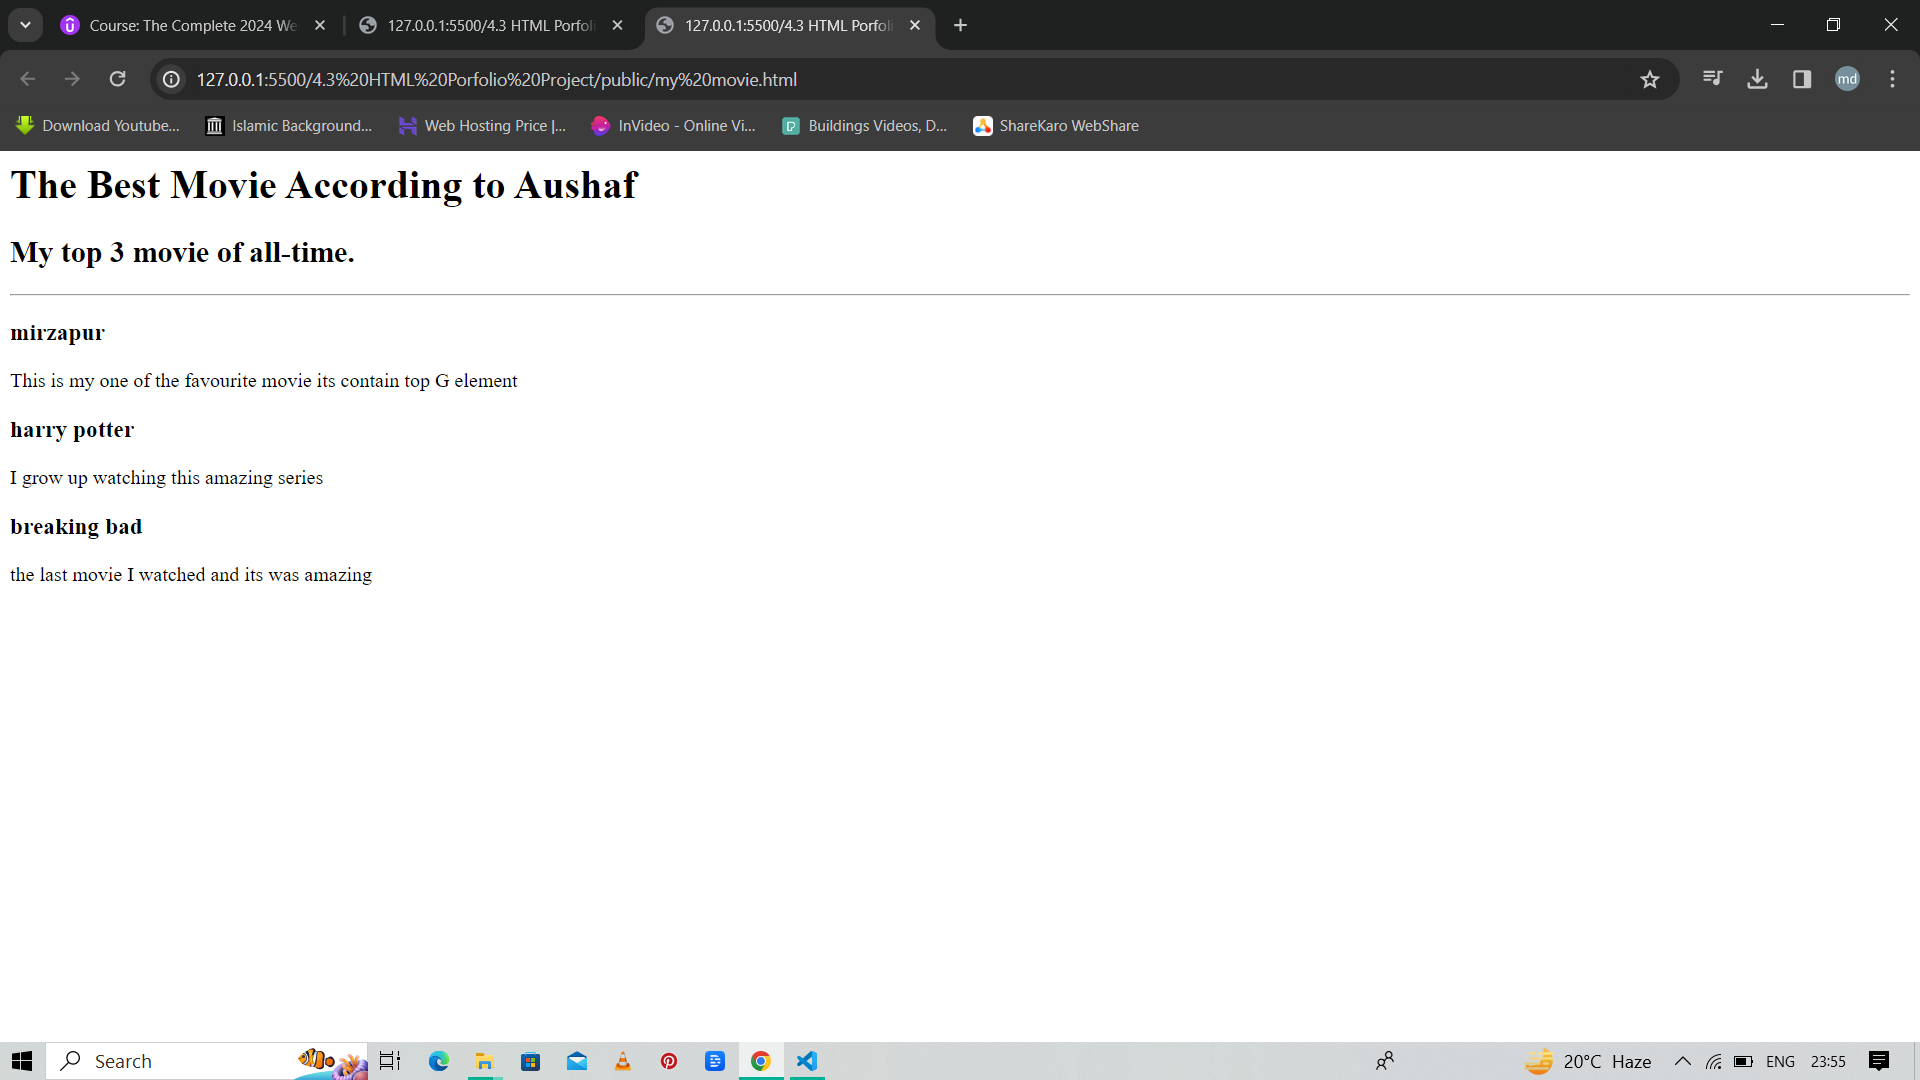 Course: The Complete 2024 We
127.0.0.1:5500/4.3 HTML Porfoli
127.0.0.1:5500/4.3 HTML Porfoli
127.0.0.1:5500/4.3%20HTML%20Porfolio%20Project/public/my%20movie.html
md
Download Youtube...
Islamic Background...
Web Hosting Price |...
InVideo - Online Vi...
Buildings Videos, D...
ShareKaro WebShare
The Best Movie According to Aushaf
My top 3 movie of all-time.
mirzapur
This is my one of the favourite movie its contain top G element
harry potter
I grow up watching this amazing series
breaking bad
the last movie I watched and its was amazing
Search
20°C Haze
ENG
23:55